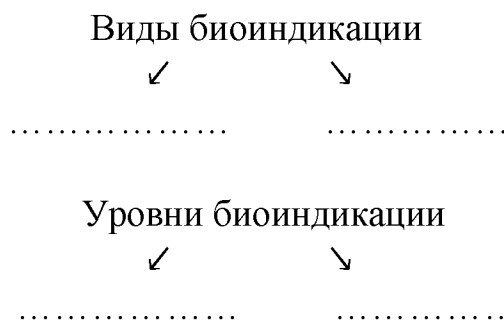 Виды биоиндикации
↙ ↘
………………… ……………
Уровни биоиндикации
↙ ↘
………………… ……………